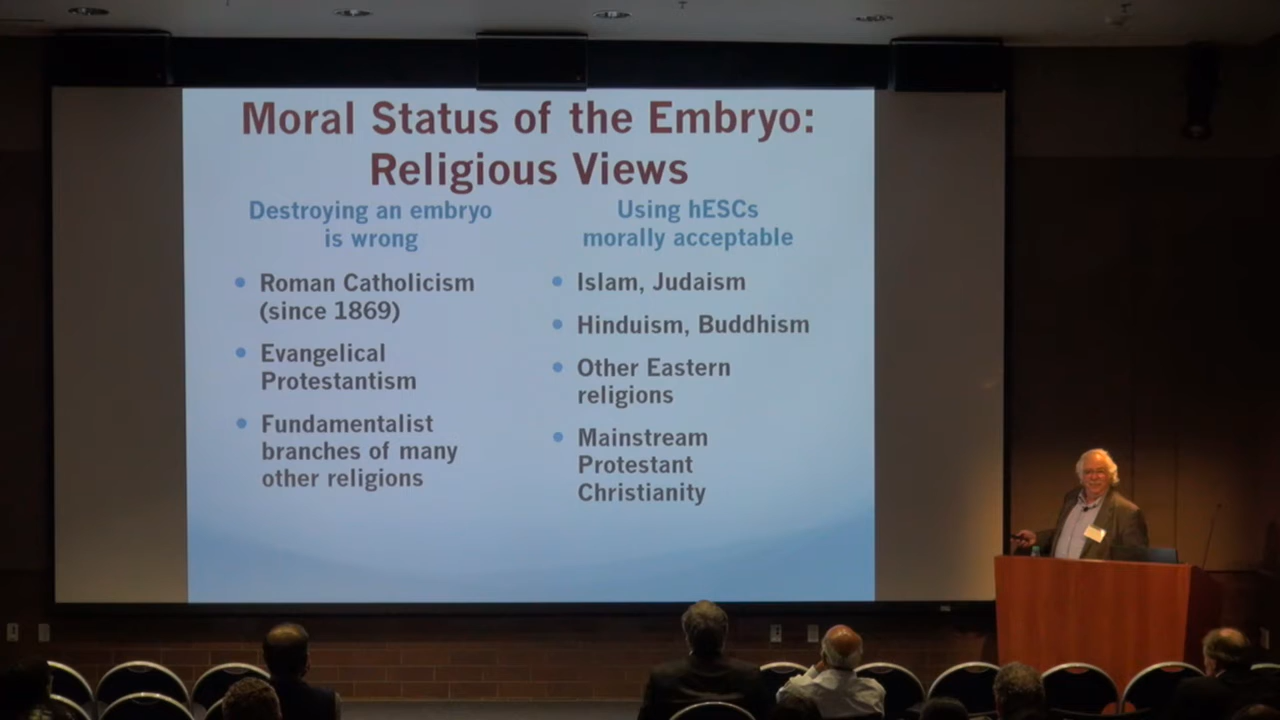 Moral Status of the Embryo:
Religious Views
Destroying an embryo
is wrong
• Roman Catholicism
(since 1869)
• Evangelical
Protestantism
• Fundamentalist
branches of many
other religions
Using hESCs
morally acceptable
• Islam, Judaism
• Hinduism, Buddhism
• Other Eastern
religions
• Mainstream
Protestant
Christianity